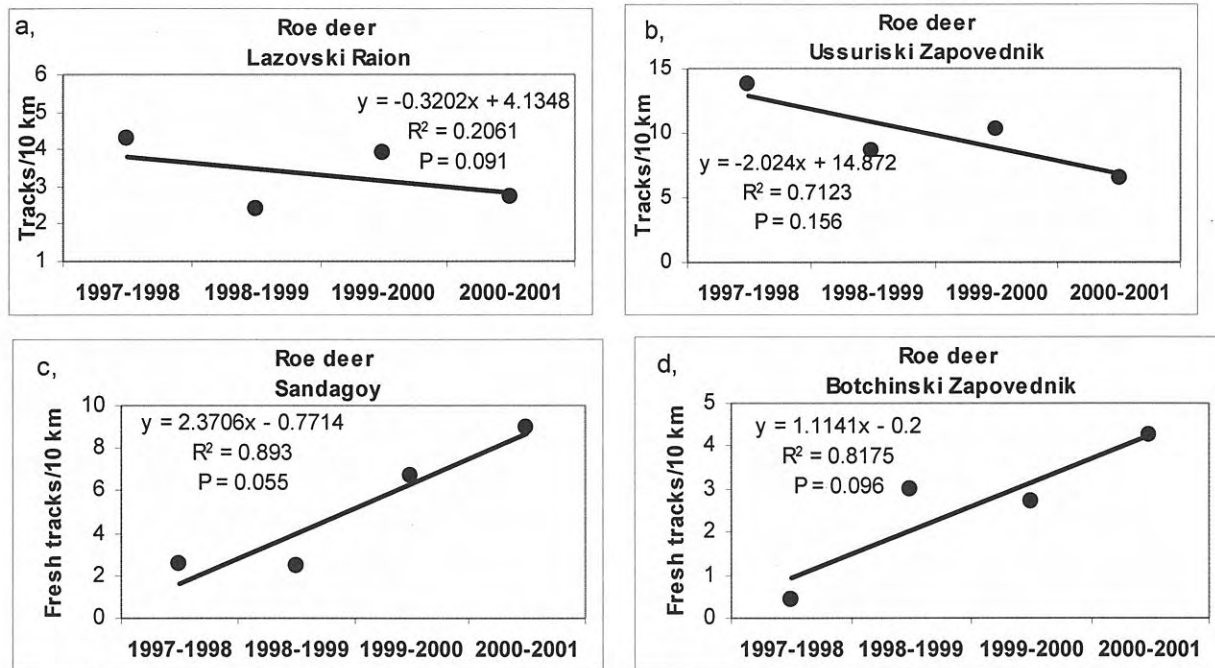 a,
Roe deer
Lazovski Raion
Tracks/10 km
6
5
4
3
2
1
y = -0.3202x + 4.1348
R² = 0.2061
P = 0.091
1997-1998 1998-1999 1999-2000 2000-2001
b,
Roe deer
Ussuriski Zapovednik
Tracks/10 km
15
10
5
0
y = -2.024x + 14.872
R² = 0.7123
P = 0.156
1997-1998 1998-1999 1999-2000 2000-2001
c,
Roe deer
Sandagoy
Fresh tracks/10 km
10
8
6
4
2
0
y = 2.3706x - 0.7714
R² = 0.893
P = 0.055
1997-1998 1998-1999 1999-2000 2000-2001
d,
Roe deer
Botchinski Zapovednik
Fresh tracks/10 km
5
4
3
2
1
0
y = 1.1141x - 0.2
R² = 0.8175
P = 0.096
1997-1998 1998-1999 1999-2000 2000-2001